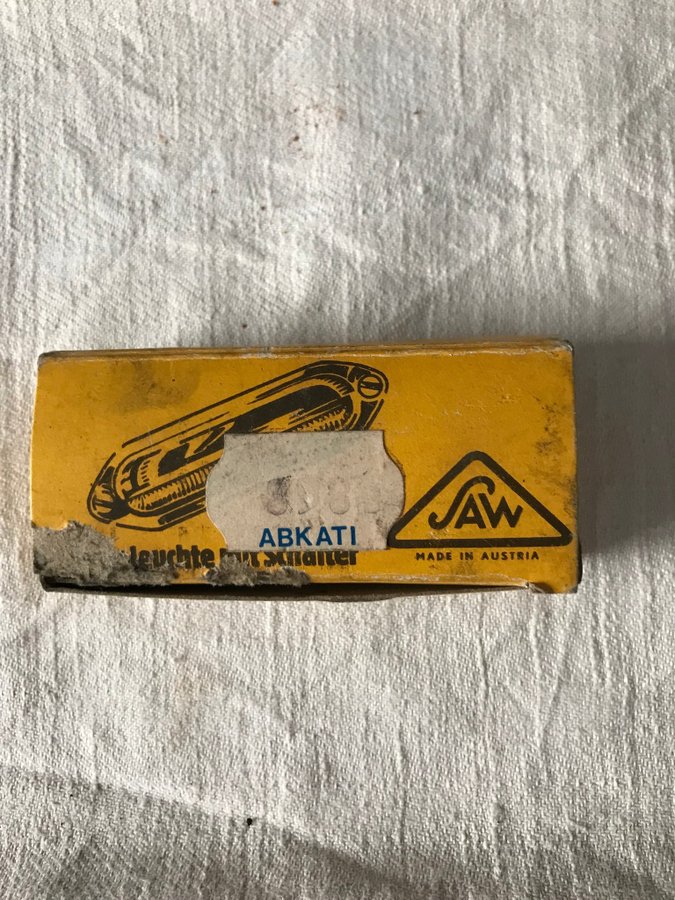 ABKATI
leuchte mit Schalter
SAW
MADE IN AUSTRIA